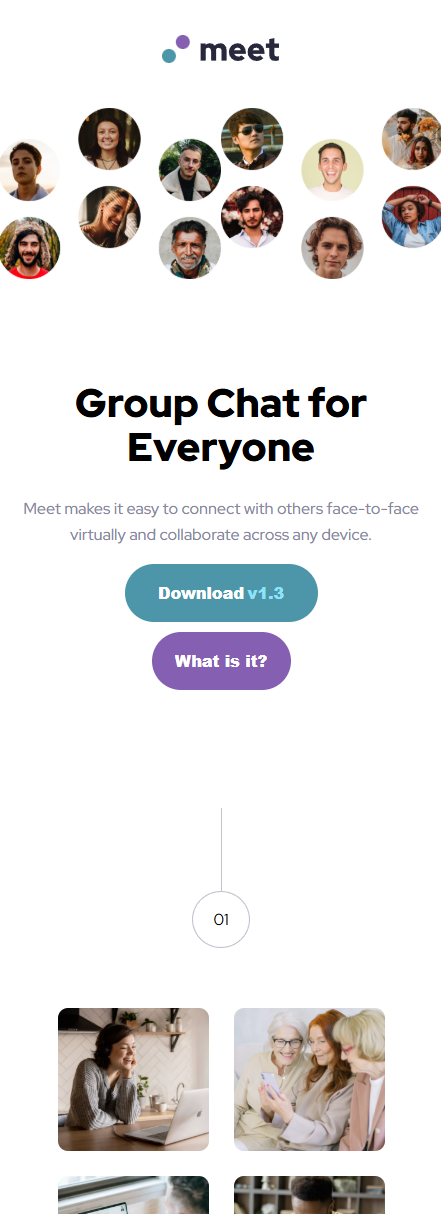 meet
Group Chat for
Everyone
Meet makes it easy to connect with others face-to-face
virtually and collaborate across any device.
Download v1.3
What is it?
01